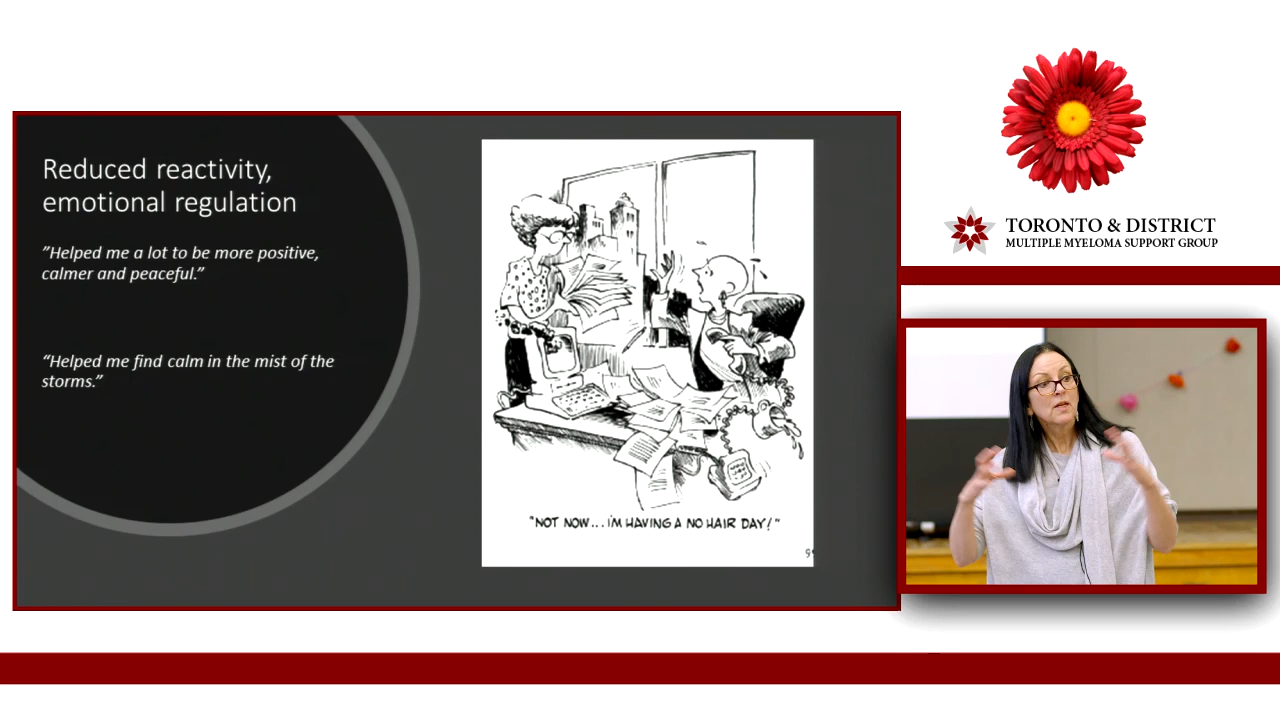 Reduced reactivity,
emotional regulation
”Helped me a lot to be more positive,
calmer and peaceful.”
“Helped me find calm in the mist of the
storms.”
"NOT NOW... I'M HAVING A NO HAIR DAY!"
TORONTO & DISTRICT
MULTIPLE MYELOMA SUPPORT GROUP